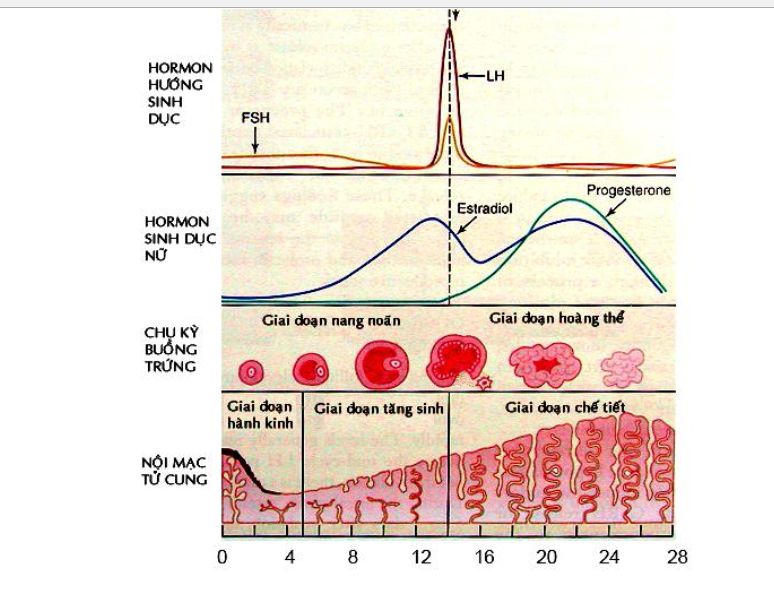 HORMON
HƯỚNG
SINH
DỤC
FSH
LH
HORMON
SINH DỤC
NỮ
Estradiol
Progesterone
CHU KỲ
BUỒNG
TRỨNG
Giai đoạn nang noãn
Giai đoạn hoàng thể
NỘI MẠC
TỬ CUNG
Giai đoạn
hành kinh
Giai đoạn tăng sinh
Giai đoạn chế tiết
0 4 8 12 16 20 24 28